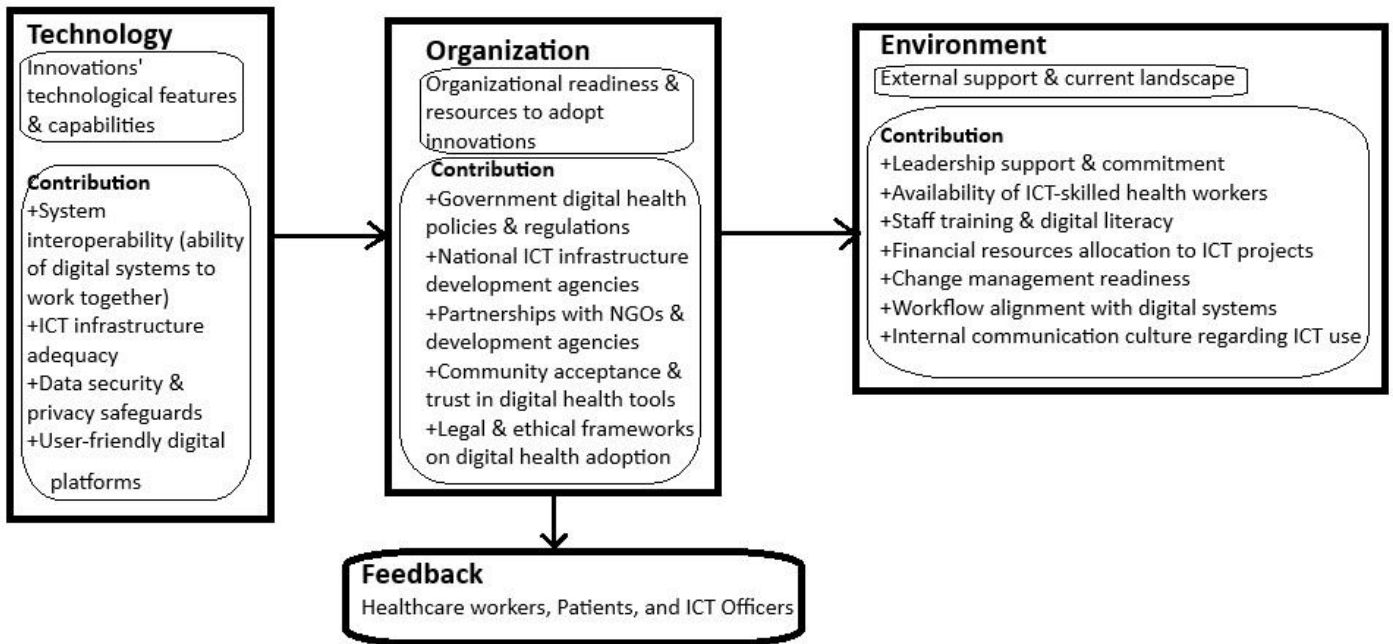 Technology
Innovations'
technological features
& capabilities
Contribution
+System
interoperability (ability
of digital systems to
work together)
+ICT infrastructure
adequacy
+Data security &
privacy safeguards
+User-friendly digital
platforms
Organization
Organizational readiness &
resources to adopt
innovations
Contribution
+Government digital health
policies & regulations
+National ICT infrastructure
development agencies
+Partnerships with NGOs &
development agencies
+Community acceptance &
trust in digital health tools
+Legal & ethical frameworks
on digital health adoption
Environment
External support & current landscape
Contribution
+Leadership support & commitment
+Availability of ICT-skilled health workers
+Staff training & digital literacy
+Financial resources allocation to ICT projects
+Change management readiness
+Workflow alignment with digital systems
+Internal communication culture regarding ICT use
Feedback
Healthcare workers, Patients, and ICT Officers